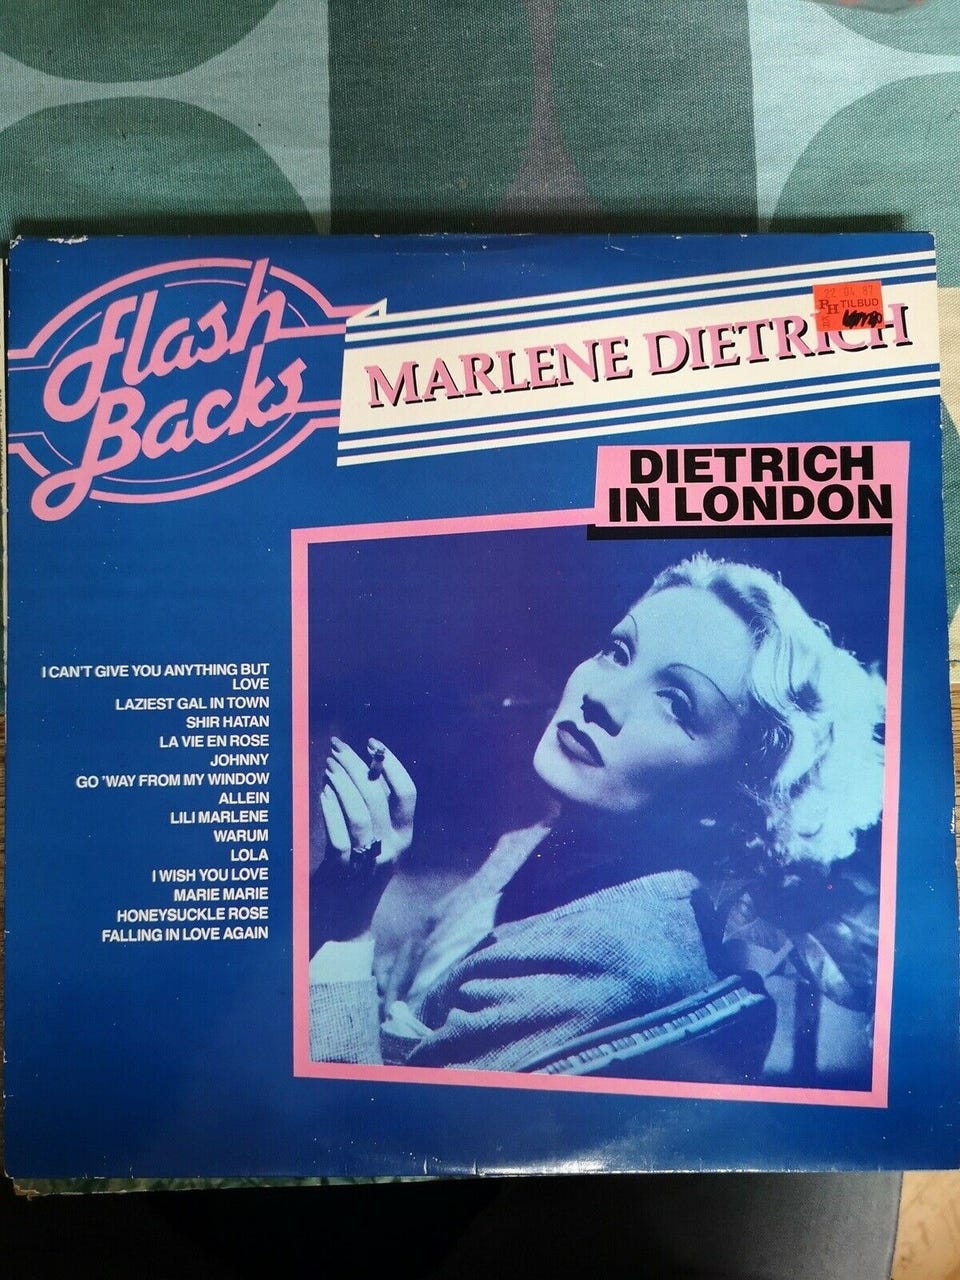 Flash
Backs
MARLENE DIETRICH
22 04 87
RH TILBUD
DIETRICH
IN LONDON
I CAN'T GIVE YOU ANYTHING BUT
LOVE
LAZIEST GAL IN TOWN
SHIR HATAN
LA VIE EN ROSE
JOHNNY
GO 'WAY FROM MY WINDOW
ALLEIN
LILI MARLENE
WARUM
LOLA
I WISH YOU LOVE
MARIE MARIE
HONEYSUCKLE ROSE
FALLING IN LOVE AGAIN